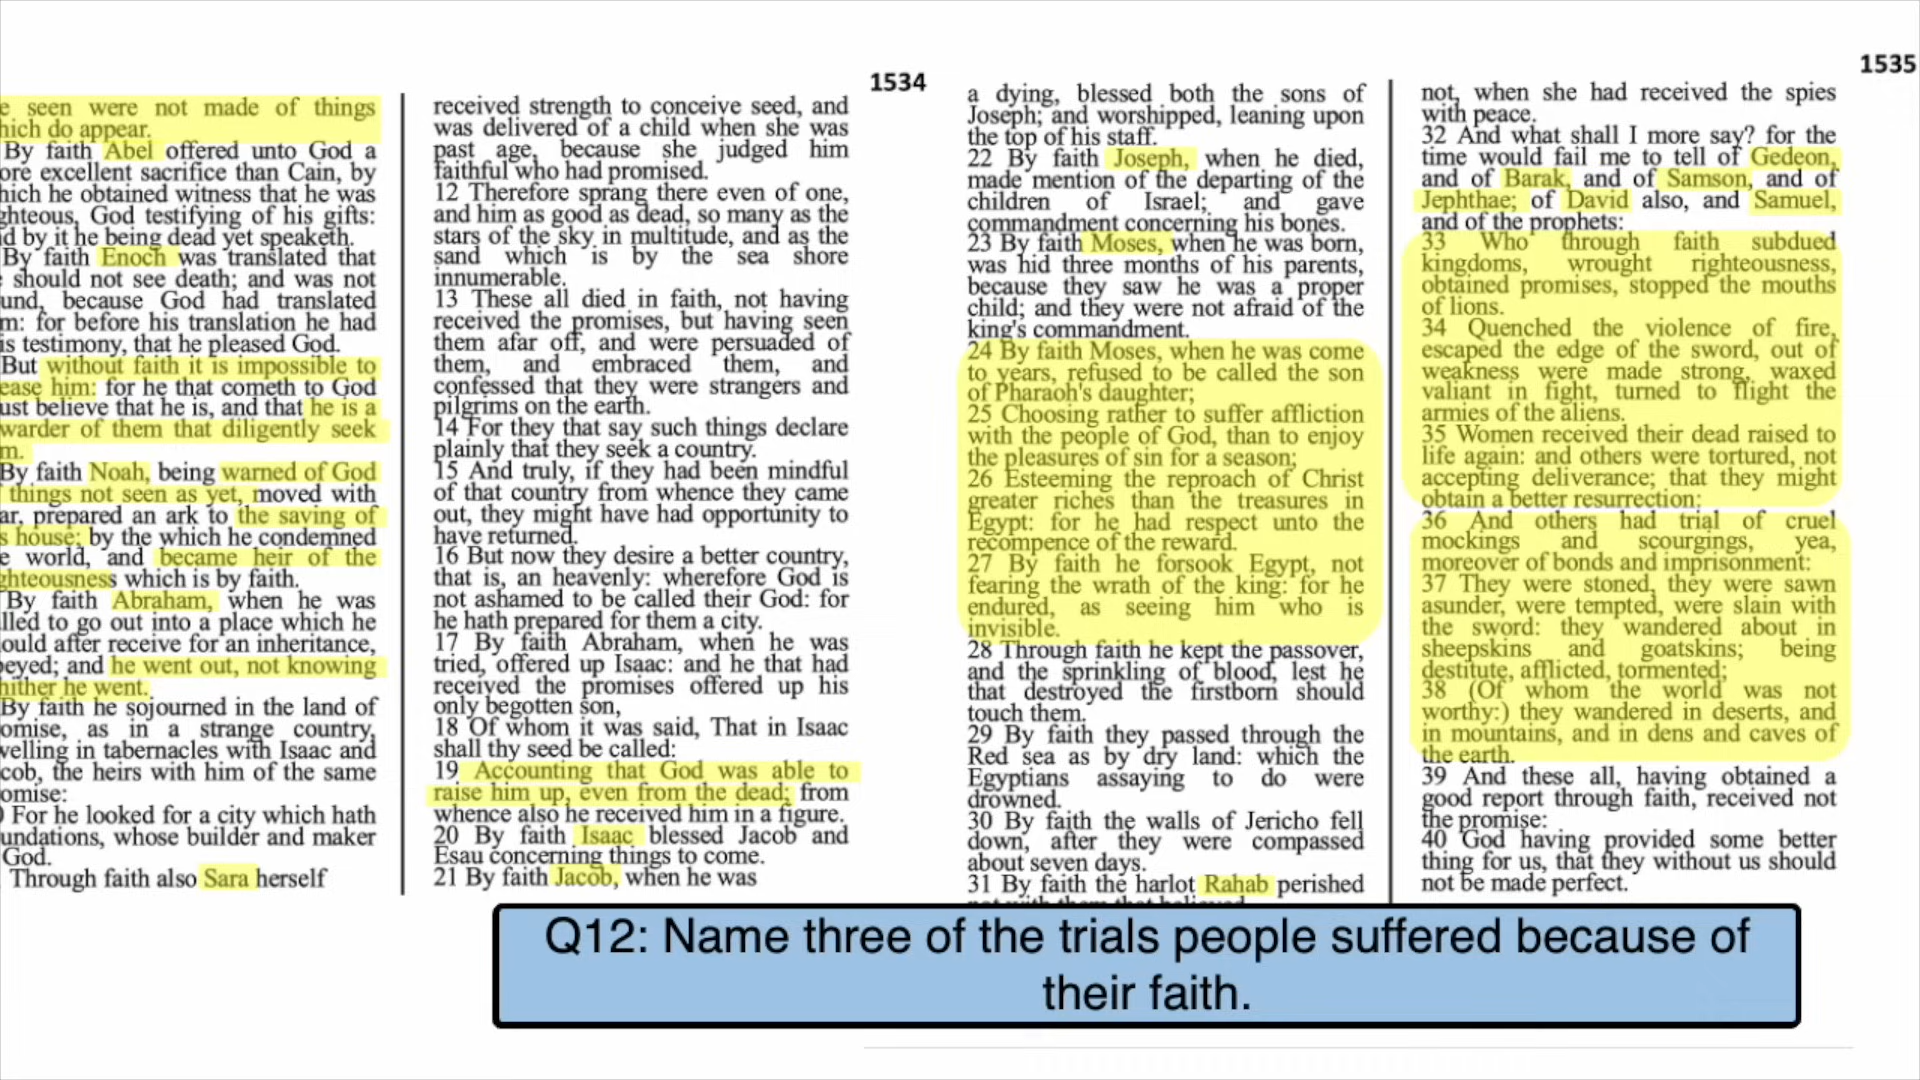 e seen were not made of things
hich do appear.
By faith Abel offered unto God a
ore excellent sacrifice than Cain, by
hich he obtained witness that he was
ghteous, God testifying of his gifts:
d by it he being dead yet speaketh.
By faith Enoch was translated that
should not see death; and was not
und, because God had translated
m: for before his translation he had
is testimony, that he pleased God.
But without faith it is impossible to
ease him: for he that cometh to God
ust believe that he is, and that he is a
warder of them that diligently seek
m.
By faith Noah, being warned of God
things not seen as yet, moved with
ar, prepared an ark to the saving of
s house; by the which he condemned
e world, and became heir of the
ghteousness which is by faith.
By faith Abraham, when he was
lled to go out into a place which he
ould after receive for an inheritance,
beyed; and he went out, not knowing
hither he went.
By faith he sojourned in the land of
omise, as in a strange country,
velling in tabernacles with Isaac and
cob, the heirs with him of the same
omise:
For he looked for a city which hath
undations, whose builder and maker
God.
Through faith also Sara herself
1534
received strength to conceive seed, and
was delivered of a child when she was
past age, because she judged him
faithful who had promised.
12 Therefore sprang there even of one,
and him as good as dead, so many as the
stars of the sky in multitude, and as the
sand which is by the sea shore
innumerable.
13 These all died in faith, not having
received the promises, but having seen
them afar off, and were persuaded of
them, and embraced them, and
confessed that they were strangers and
pilgrims on the earth.
14 For they that say such things declare
plainly that they seek a country.
15 And truly, if they had been mindful
of that country from whence they came
out, they might have had opportunity to
have returned.
16 But now they desire a better country,
that is, an heavenly: wherefore God is
not ashamed to be called their God: for
he hath prepared for them a city.
17 By faith Abraham, when he was
tried, offered up Isaac: and he that had
received the promises offered up his
only begotten son,
18 Of whom it was said, That in Isaac
shall thy seed be called:
19 Accounting that God was able to
raise him up, even from the dead; from
whence also he received him in a figure.
20 By faith Isaac blessed Jacob and
Esau concerning things to come.
21 By faith Jacob, when he was
a dying, blessed both the sons of
Joseph; and worshipped, leaning upon
the top of his staff.
22 By faith Joseph, when he died,
made mention of the departing of the
children of Israel; and gave
commandment concerning his bones.
23 By faith Moses, when he was born,
was hid three months of his parents,
because they saw he was a proper
child; and they were not afraid of the
king's commandment.
24 By faith Moses, when he was come
to years, refused to be called the son
of Pharaoh's daughter;
25 Choosing rather to suffer affliction
with the people of God, than to enjoy
the pleasures of sin for a season;
26 Esteeming the reproach of Christ
greater riches than the treasures in
Egypt: for he had respect unto the
recompence of the reward.
27 By faith he forsook Egypt, not
fearing the wrath of the king: for he
endured, as seeing him who is
invisible.
28 Through faith he kept the passover,
and the sprinkling of blood, lest he
that destroyed the firstborn should
touch them.
29 By faith they passed through the
Red sea as by dry land: which the
Egyptians assaying to do were
drowned.
30 By faith the walls of Jericho fell
down, after they were compassed
about seven days.
31 By faith the harlot Rahab perished
1535
not, when she had received the spies
with peace.
32 And what shall I more say? for the
time would fail me to tell of Gedeon,
and of Barak, and of Samson, and of
Jephthae; of David also, and Samuel,
and of the prophets:
33 Who through faith subdued
kingdoms, wrought righteousness,
obtained promises, stopped the mouths
of lions.
34 Quenched the violence of fire,
escaped the edge of the sword, out of
weakness were made strong, waxed
valiant in fight, turned to flight the
armies of the aliens.
35 Women received their dead raised to
life again: and others were tortured, not
accepting deliverance; that they might
obtain a better resurrection:
36 And others had trial of cruel
mockings and scourgings, yea,
moreover of bonds and imprisonment:
37 They were stoned, they were sawn
asunder, were tempted, were slain with
the sword: they wandered about in
sheepskins and goatskins; being
destitute, afflicted, tormented;
38 (Of whom the world was not
worthy:) they wandered in deserts, and
in mountains, and in dens and caves of
the earth.
39 And these all, having obtained a
good report through faith, received not
the promise:
40 God having provided some better
thing for us, that they without us should
not be made perfect.
Q12: Name three of the trials people suffered because of
their faith.